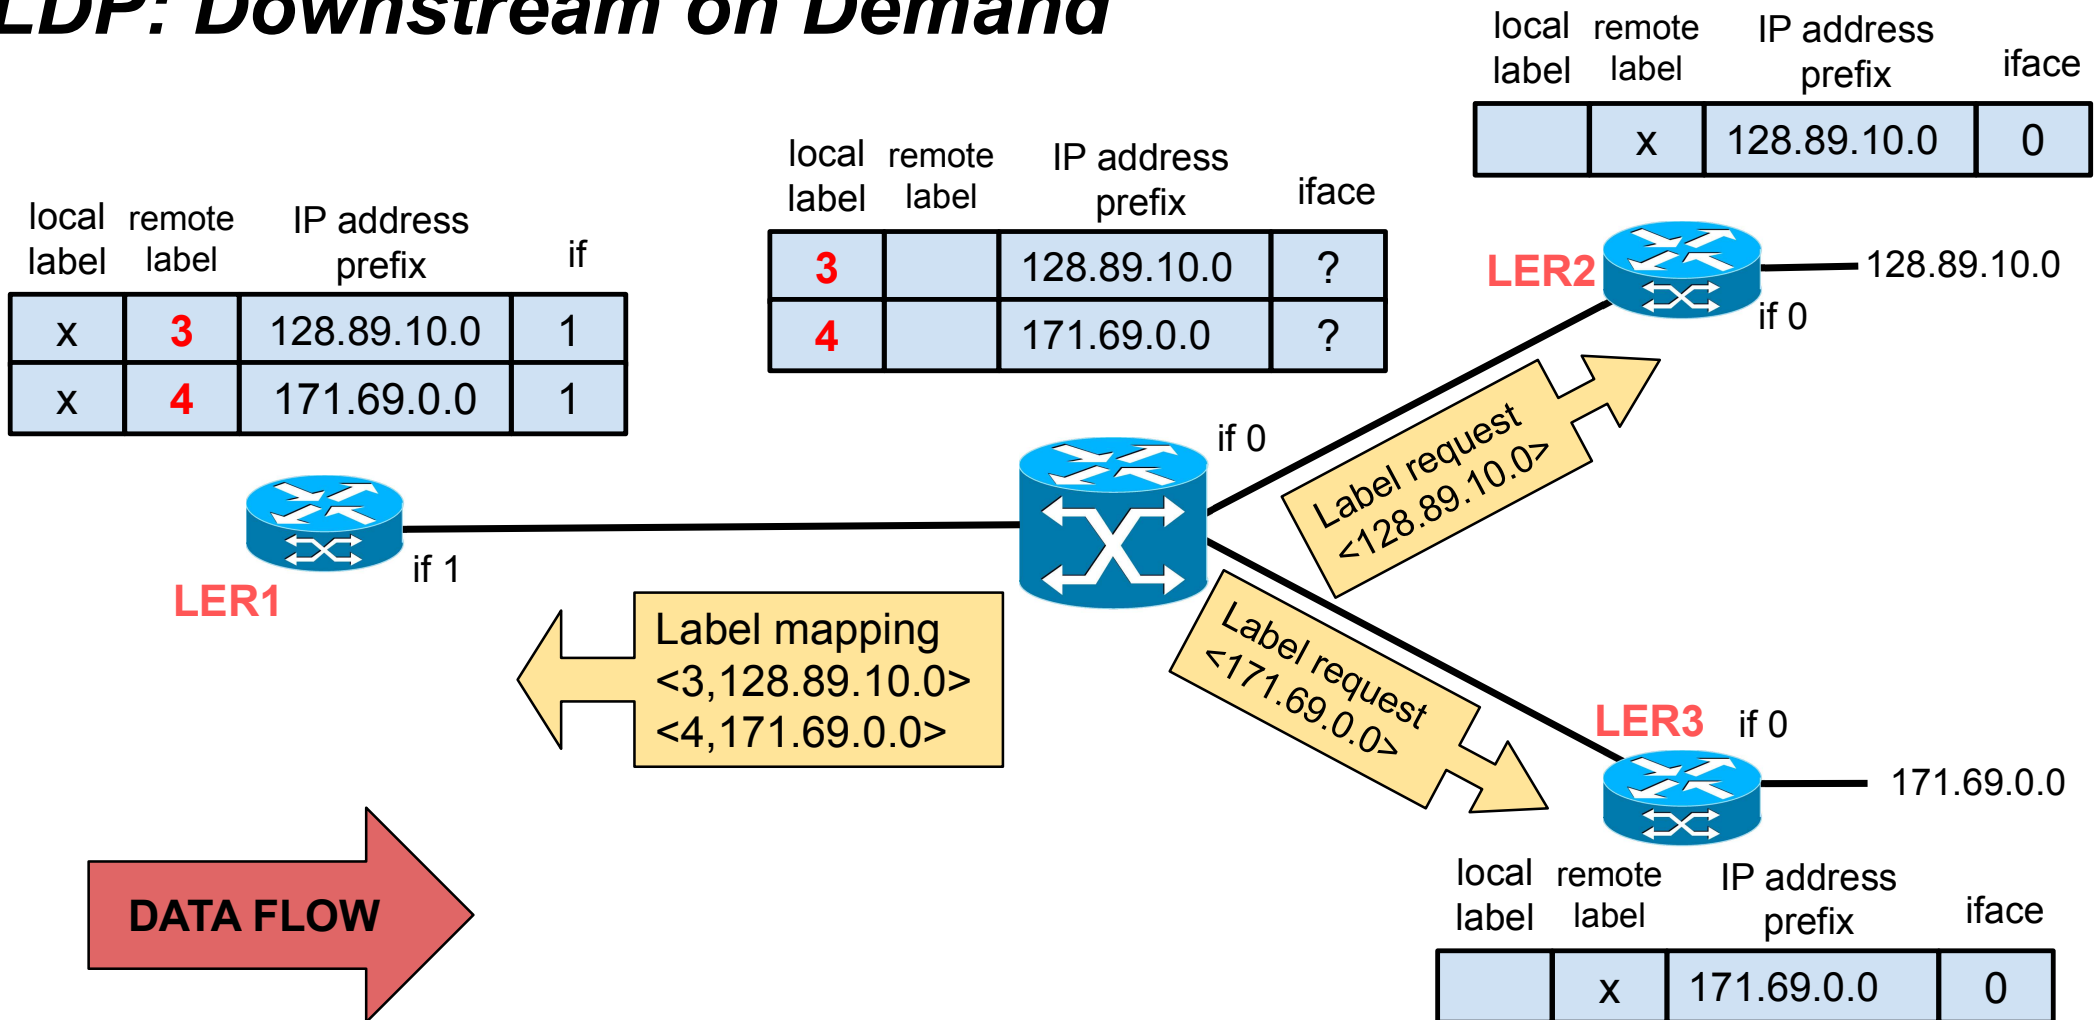 LDP: Downstream on Demand
local remote IP address
label label prefix iface
x 128.89.10.0 0
local remote IP address
label label prefix iface
3 128.89.10.0 ?
4 171.69.0.0 ?
local remote IP address
label label prefix if
x 3 128.89.10.0 1
x 4 171.69.0.0 1
LER2
128.89.10.0
if 0
if 0
Label request
<128.89.10.0>
if 1
LER1
Label mapping
<3,128.89.10.0>
<4,171.69.0.0>
Label request
<171.69.0.0>
LER3 if 0
171.69.0.0
DATA FLOW
local remote IP address
label label prefix iface
x 171.69.0.0 0